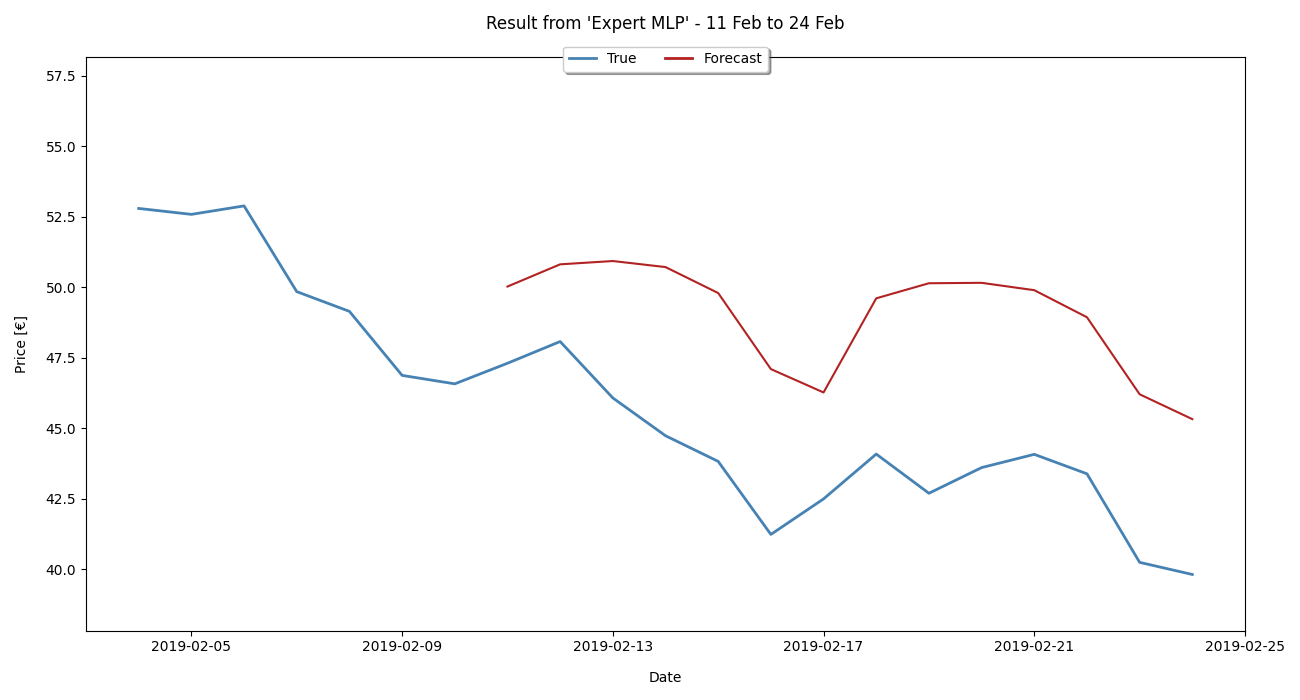 Result from 'Expert MLP' - 11 Feb to 24 Feb
True Forecast
57.5
55.0
52.5
50.0
47.5
45.0
42.5
40.0
Price [€]
2019-02-05 2019-02-09 2019-02-13 2019-02-17 2019-02-21 2019-02-25
Date